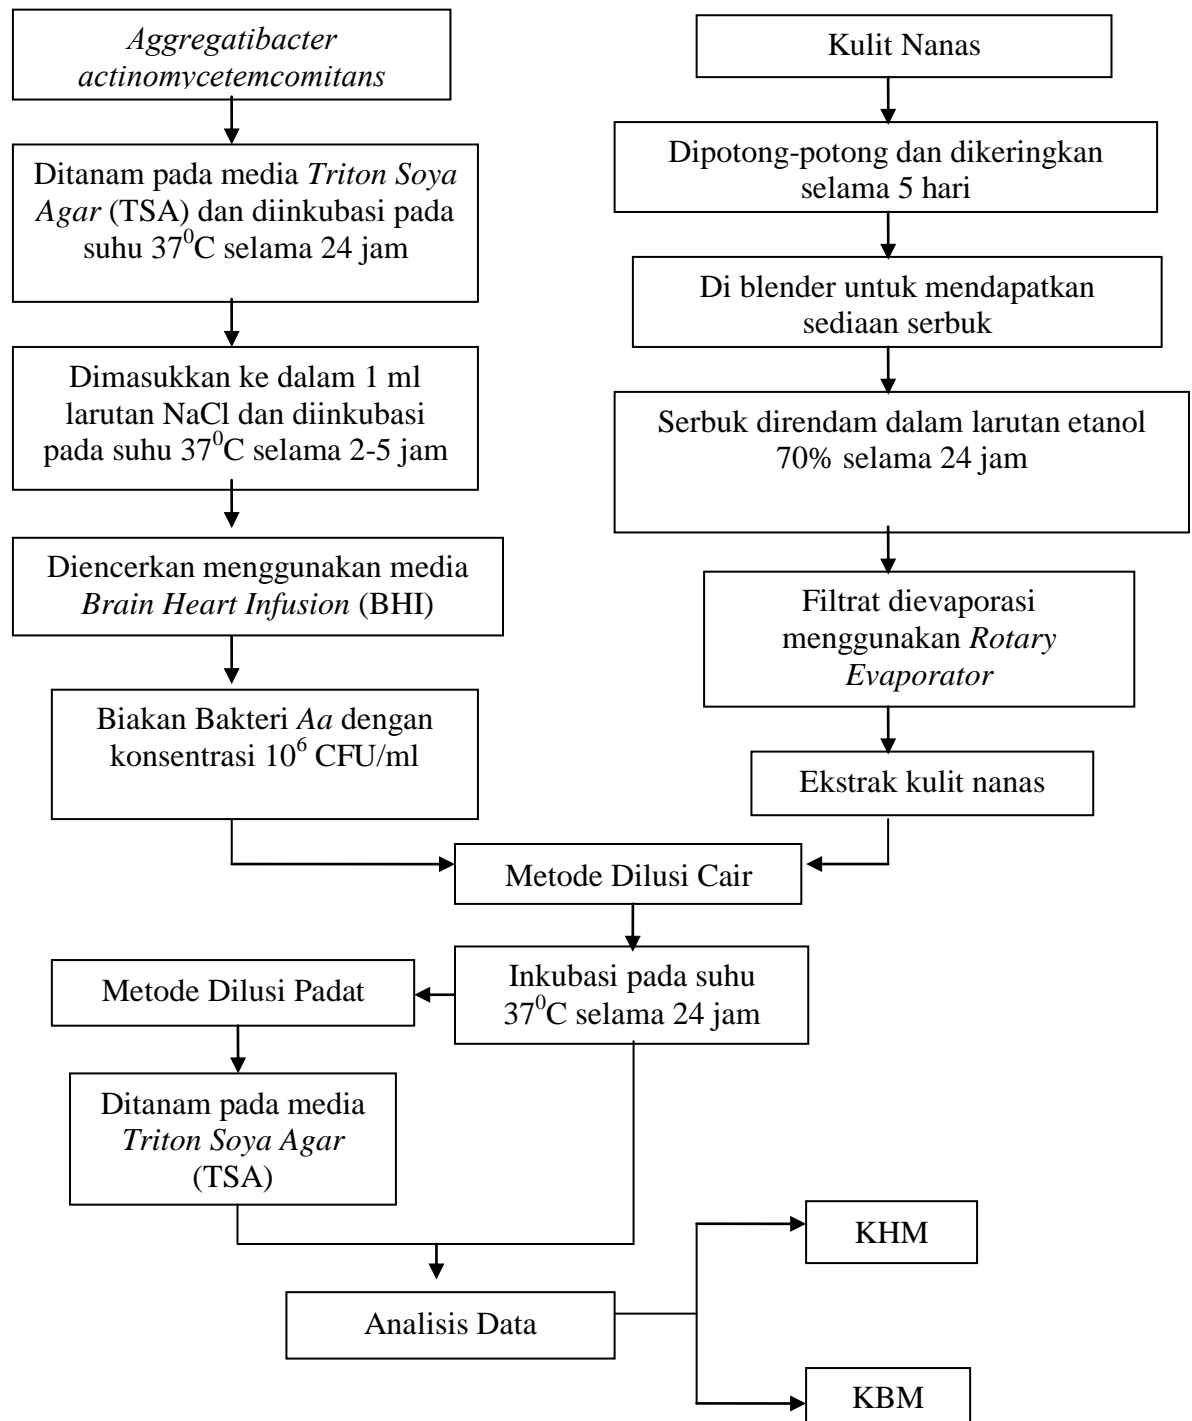 Aggregatibacter
actinomycetemcomitans
Ditanam pada media Triton Soya
Agar (TSA) dan diinkubasi pada
suhu 37⁰C selama 24 jam
Dimasukkan ke dalam 1 ml
larutan NaCl dan diinkubasi
pada suhu 37⁰C selama 2-5 jam
Diencerkan menggunakan media
Brain Heart Infusion (BHI)
Biakan Bakteri Aa dengan
konsentrasi 10⁶ CFU/ml
Kulit Nanas
Dipotong-potong dan dikeringkan
selama 5 hari
Di blender untuk mendapatkan
sediaan serbuk
Serbuk direndam dalam larutan etanol
70% selama 24 jam
Filtrat dievaporasi
menggunakan Rotary
Evaporator
Ekstrak kulit nanas
Metode Dilusi Cair
Inkubasi pada suhu
37⁰C selama 24 jam
Metode Dilusi Padat
Ditanam pada media
Triton Soya Agar
(TSA)
Analisis Data
KHM
KBM